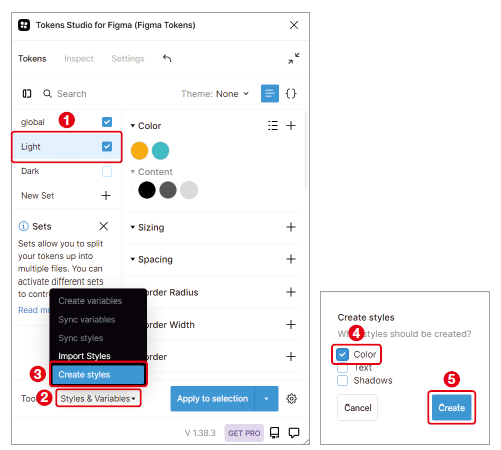 Tokens Studio for Figma (Figma Tokens)
Tokens Inspect Settings
Search Theme: None
global 1
Light
Dark
New Set
Sets
Sets allow you to split
your tokens up into
multiple files. You can
activate different sets
to contr
Read mo
Color
Content
Sizing
Spacing
order Radius
order Width
order
Create variables
Sync variables
Sync styles
Import Styles
3 Create styles
Too 2 Styles & Variables
Apply to selection
V 1.38.3 GET PRO
Create styles
styles should be created?
4 Color
Text
Shadows
5
Cancel Create